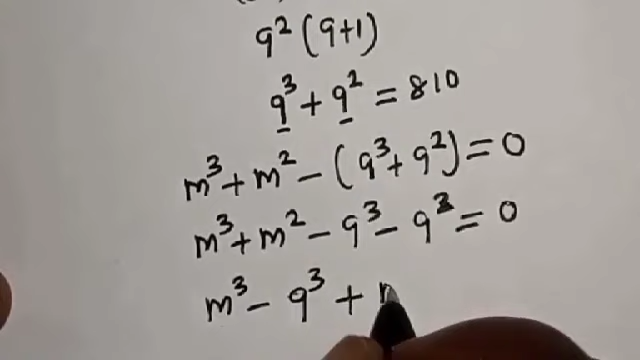 9² (9+1)
9³ + 9² = 810
m³ + m² - (9³ + 9²) = 0
m³ + m² - 9³ - 9² = 0
m³ - 9³ +